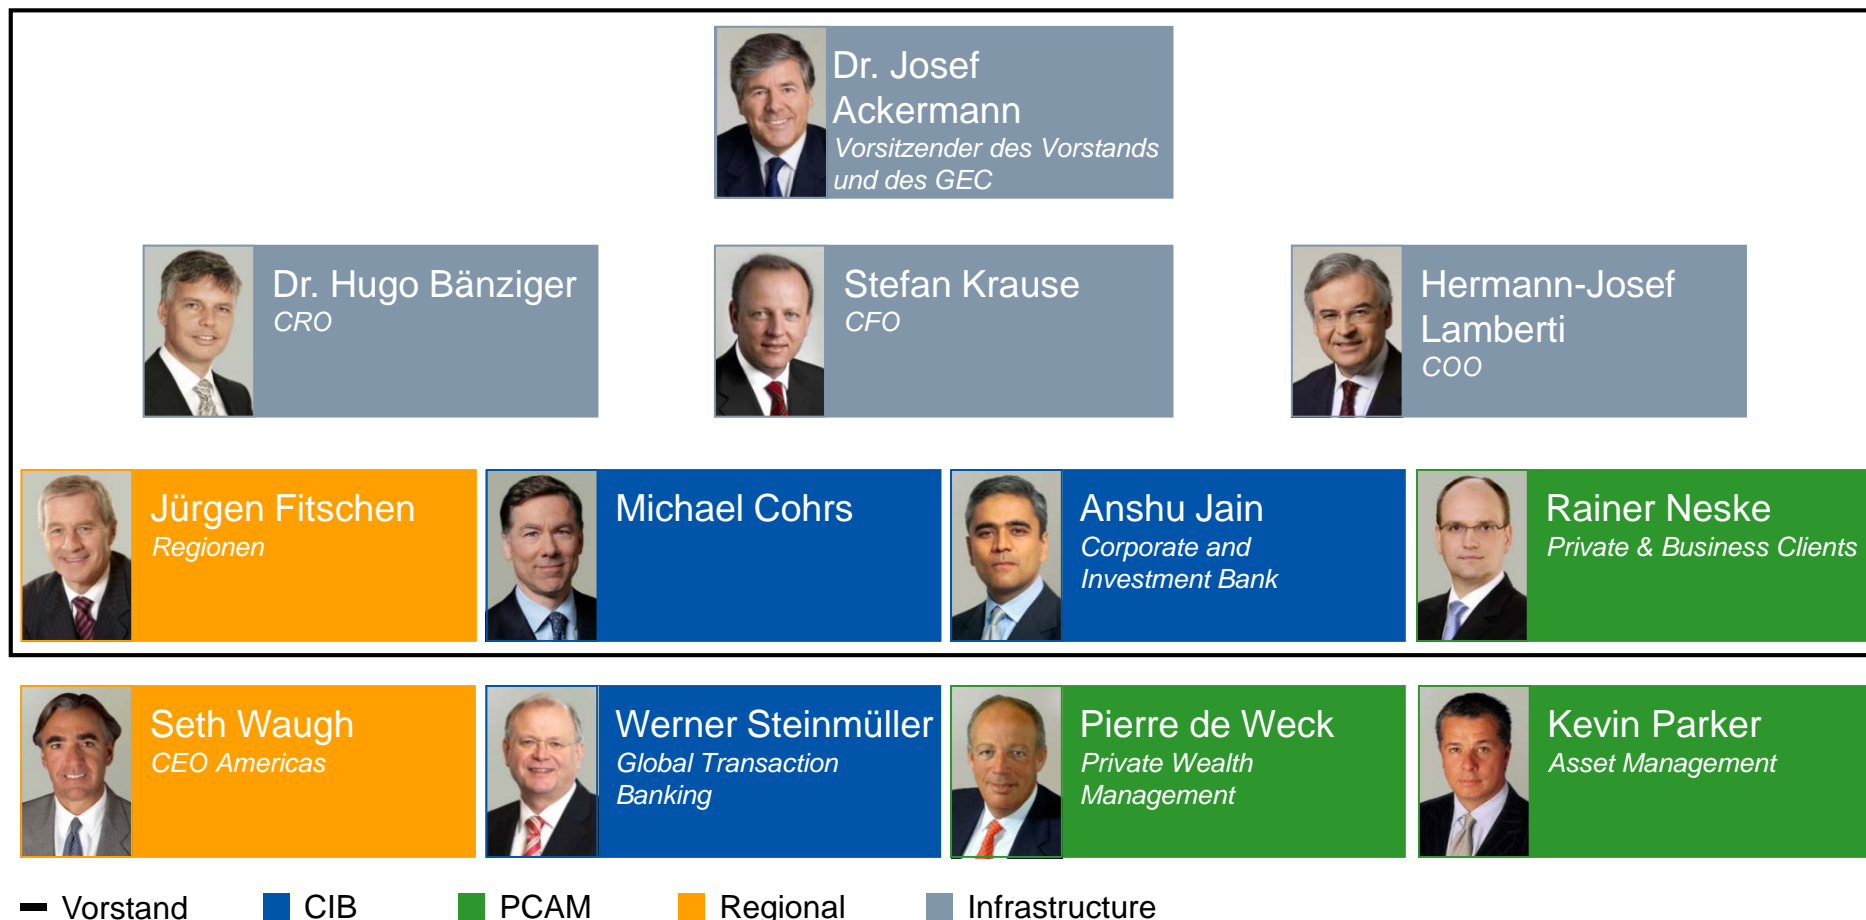 Dr. Josef
Ackermann
Vorsitzender des Vorstands
und des GEC
Dr. Hugo Bänziger
CRO
Stefan Krause
CFO
Hermann-Josef
Lamberti
COO
Jürgen Fitschen
Regionen
Michael Cohrs
Anshu Jain
Corporate and
Investment Bank
Rainer Neske
Private & Business Clients
Seth Waugh
CEO Americas
Werner Steinmüller
Global Transaction
Banking
Pierre de Weck
Private Wealth
Management
Kevin Parker
Asset Management
Vorstand CIB PCAM Regional Infrastructure